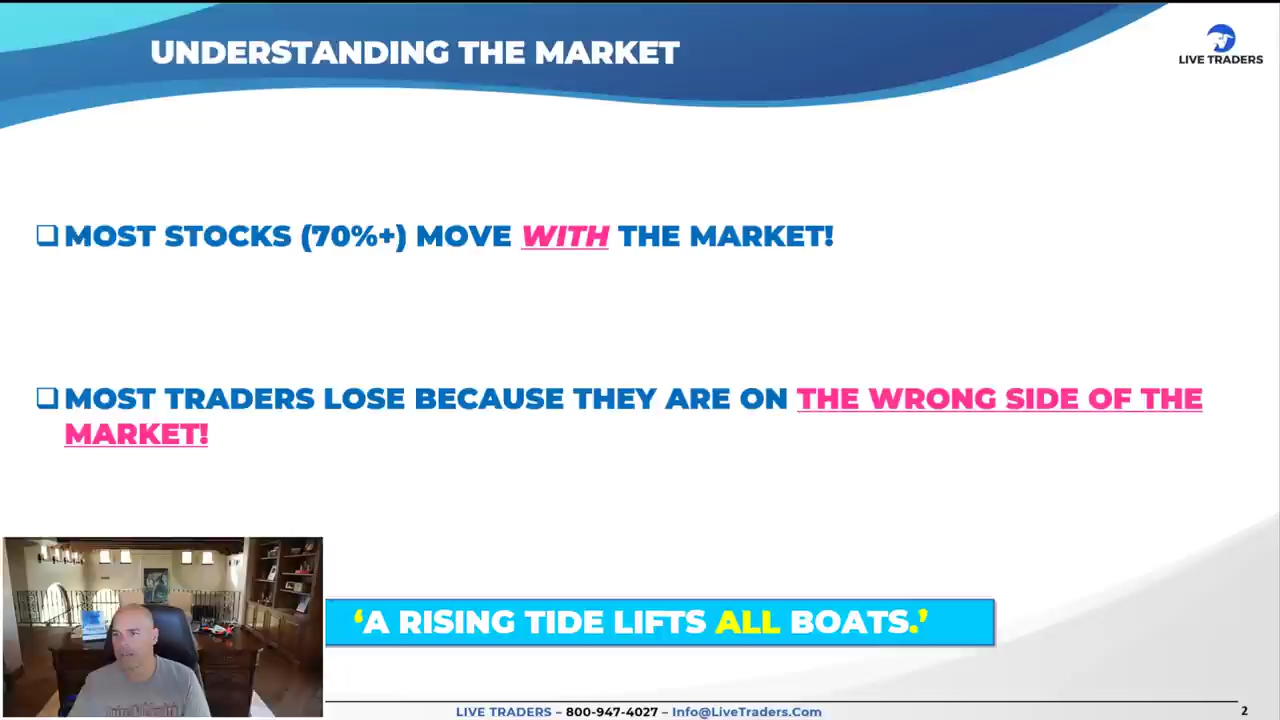 UNDERSTANDING THE MARKET
LIVE TRADERS
MOST STOCKS (70%+) MOVE WITH THE MARKET!
MOST TRADERS LOSE BECAUSE THEY ARE ON THE WRONG SIDE OF THE
MARKET!
‘A RISING TIDE LIFTS ALL BOATS.’
LIVE TRADERS – 800-947-4027 – Info@LiveTraders.Com
2